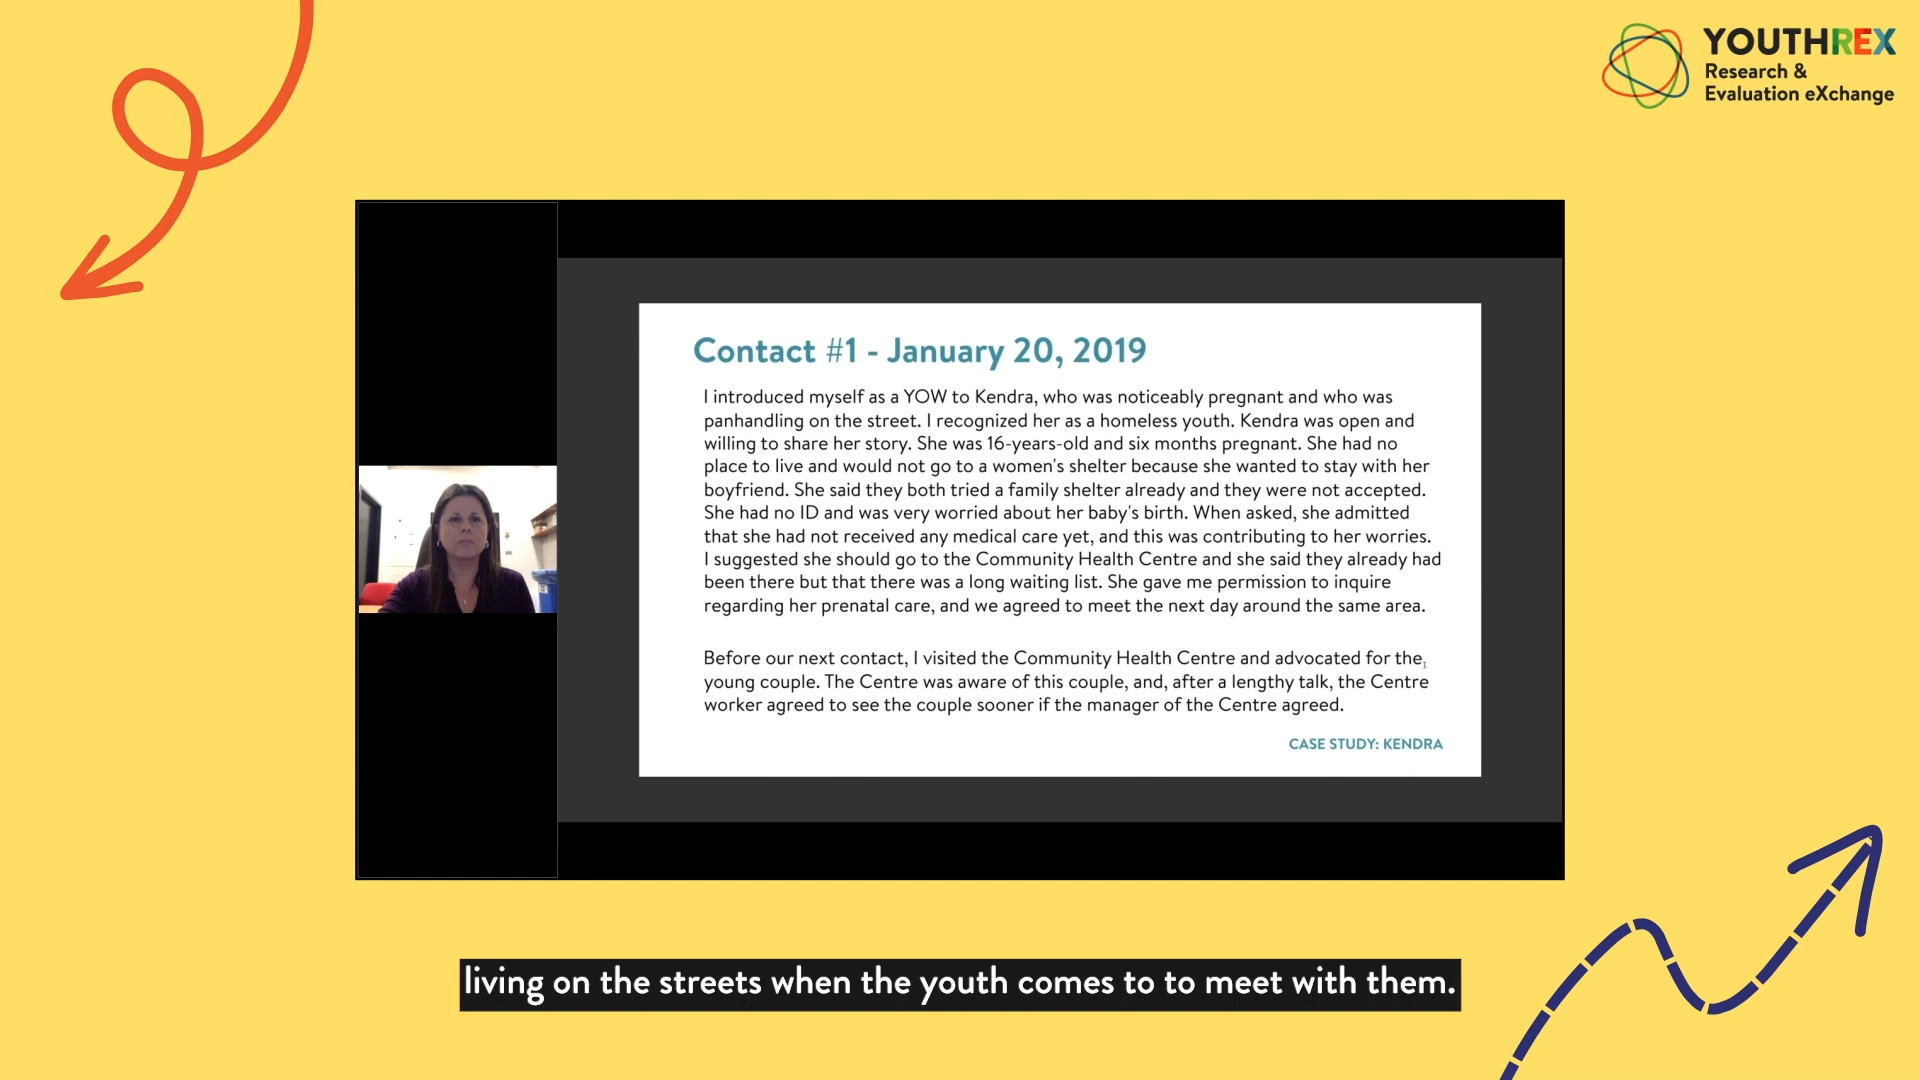 YOUTHREX
Research &
Evaluation eXchange
Contact #1 - January 20, 2019
I introduced myself as a YOW to Kendra, who was noticeably pregnant and who was
panhandling on the street. I recognized her as a homeless youth. Kendra was open and
willing to share her story. She was 16-years-old and six months pregnant. She had no
place to live and would not go to a women's shelter because she wanted to stay with her
boyfriend. She said they both tried a family shelter already and they were not accepted.
She had no ID and was very worried about her baby's birth. When asked, she admitted
that she had not received any medical care yet, and this was contributing to her worries.
I suggested she should go to the Community Health Centre and she said they already had
been there but that there was a long waiting list. She gave me permission to inquire
regarding her prenatal care, and we agreed to meet the next day around the same area.
Before our next contact, I visited the Community Health Centre and advocated for the
young couple. The Centre was aware of this couple, and, after a lengthy talk, the Centre
worker agreed to see the couple sooner if the manager of the Centre agreed.
CASE STUDY: KENDRA
living on the streets when the youth comes to to meet with them.